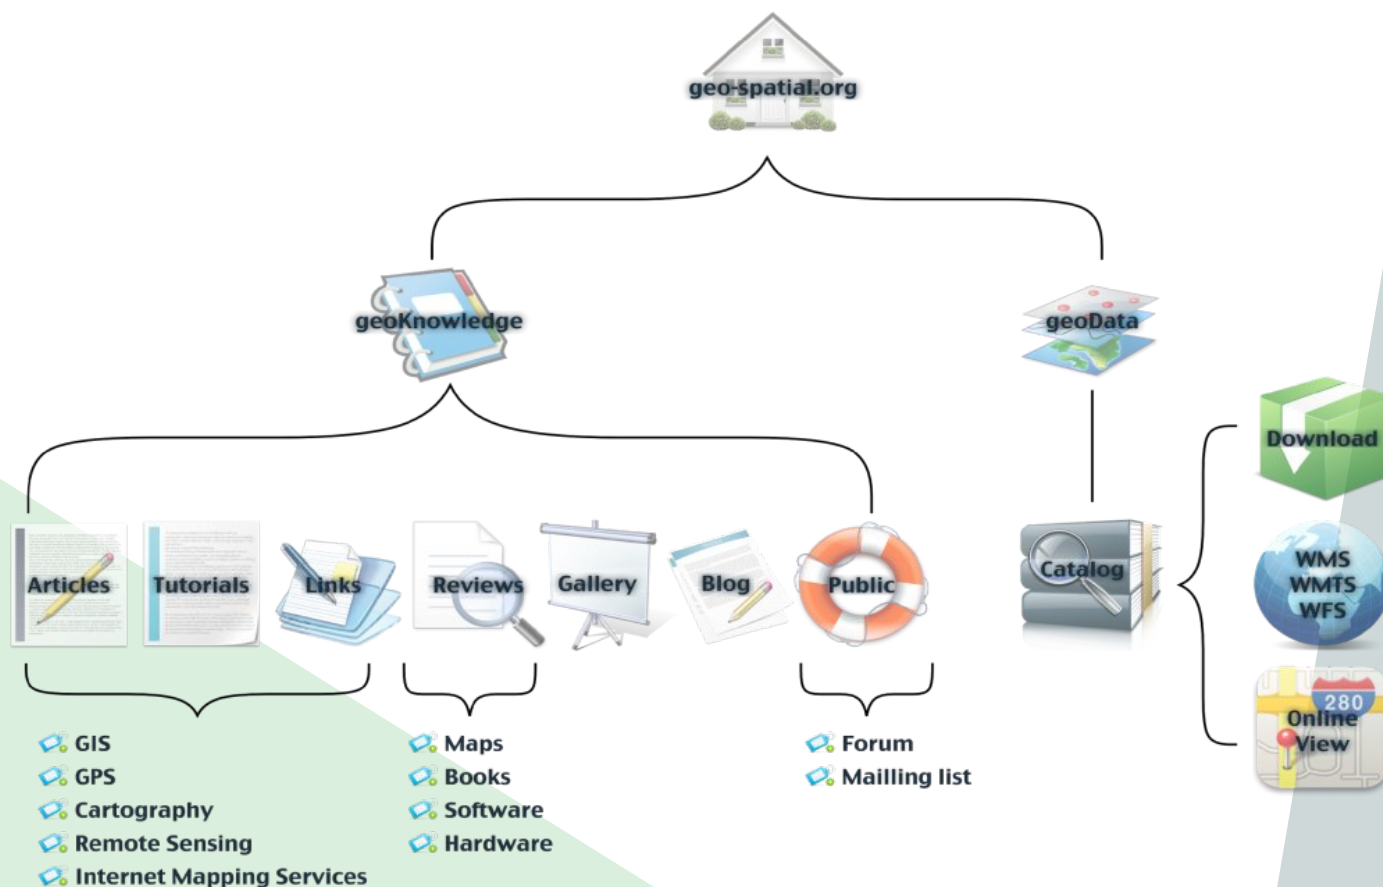 geo-spatial.org
geoKnowledge
geoData
Download
Articles
Tutorials
Links
Reviews
Gallery
Blog
Public
Catalog
WMS
WMTS
WFS
280
Online
View
GIS
GPS
Cartography
Remote Sensing
Internet Mapping Services
Maps
Books
Software
Hardware
Forum
Mailling list